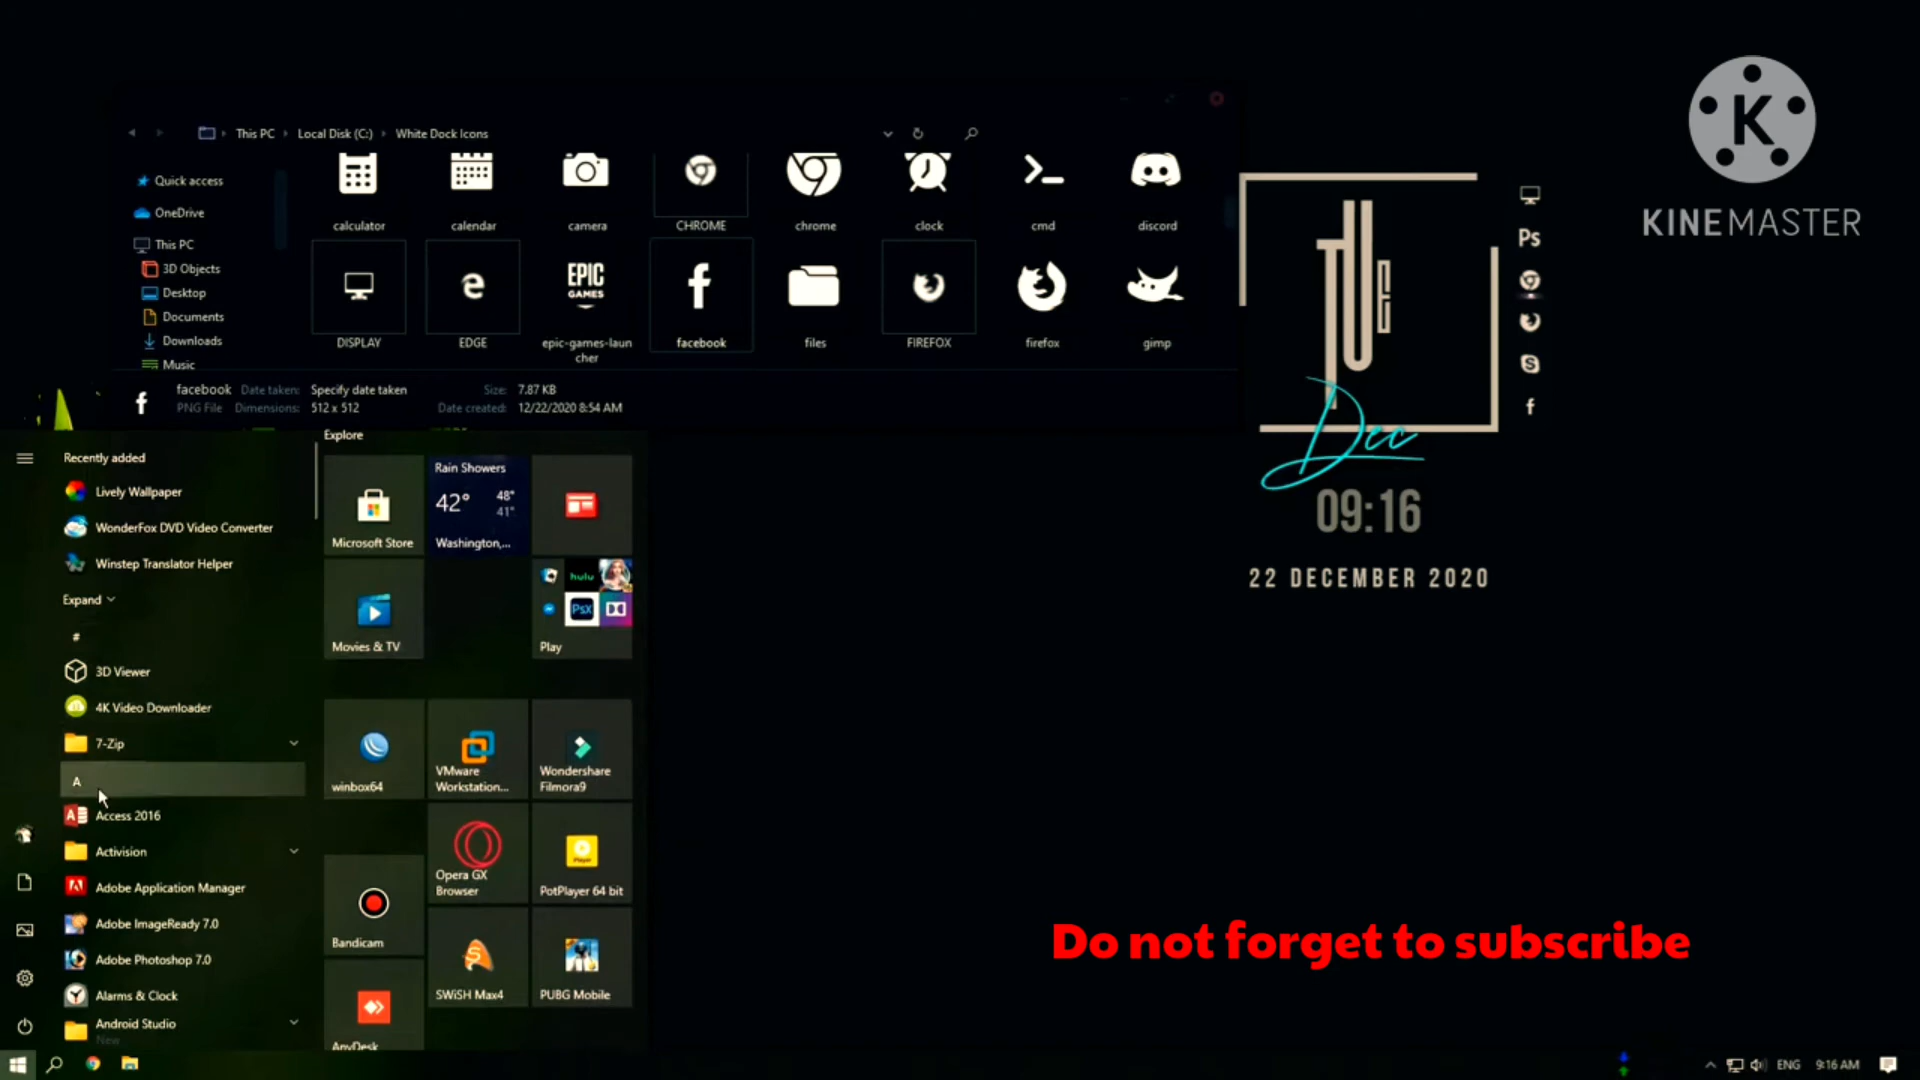 K
KINEMASTER
This PC
Local Disk (C:)
White Dock Icons
Quick access
OneDrive
This PC
3D Objects
Desktop
Documents
Downloads
Music
calculator
calendar
camera
CHROME
chrome
clock
cmd
discord
EPIC
GAMES
DISPLAY
EDGE
epic-games-laun
cher
facebook
files
FIREFOX
firefox
gimp
facebook Date taken: Specify date taken Size: 7.87 KB
PNG File Dimensions: 512 x 512 Date created: 12/22/2020 8:54 AM
TUE
Dec
09:16
22 DECEMBER 2020
Ps
Recently added
Lively Wallpaper
WonderFox DVD Video Converter
Winstep Translator Helper
Expand
#
3D Viewer
4K Video Downloader
7-Zip
A
Access 2016
Activision
Adobe Application Manager
Adobe ImageReady 7.0
Adobe Photoshop 7.0
Alarms & Clock
Android Studio
New
Explore
Microsoft Store
Rain Showers
42° 48°
41°
Washington,...
Movies & TV
hulu
PsX
Play
winbox64
VMware
Workstation...
Wondershare
Filmora9
Opera GX
Browser
Player
PotPlayer 64 bit
Bandicam
SWiSH Max4
PUBG Mobile
AnyDesk
Do not forget to subscribe
ENG
9:16 AM